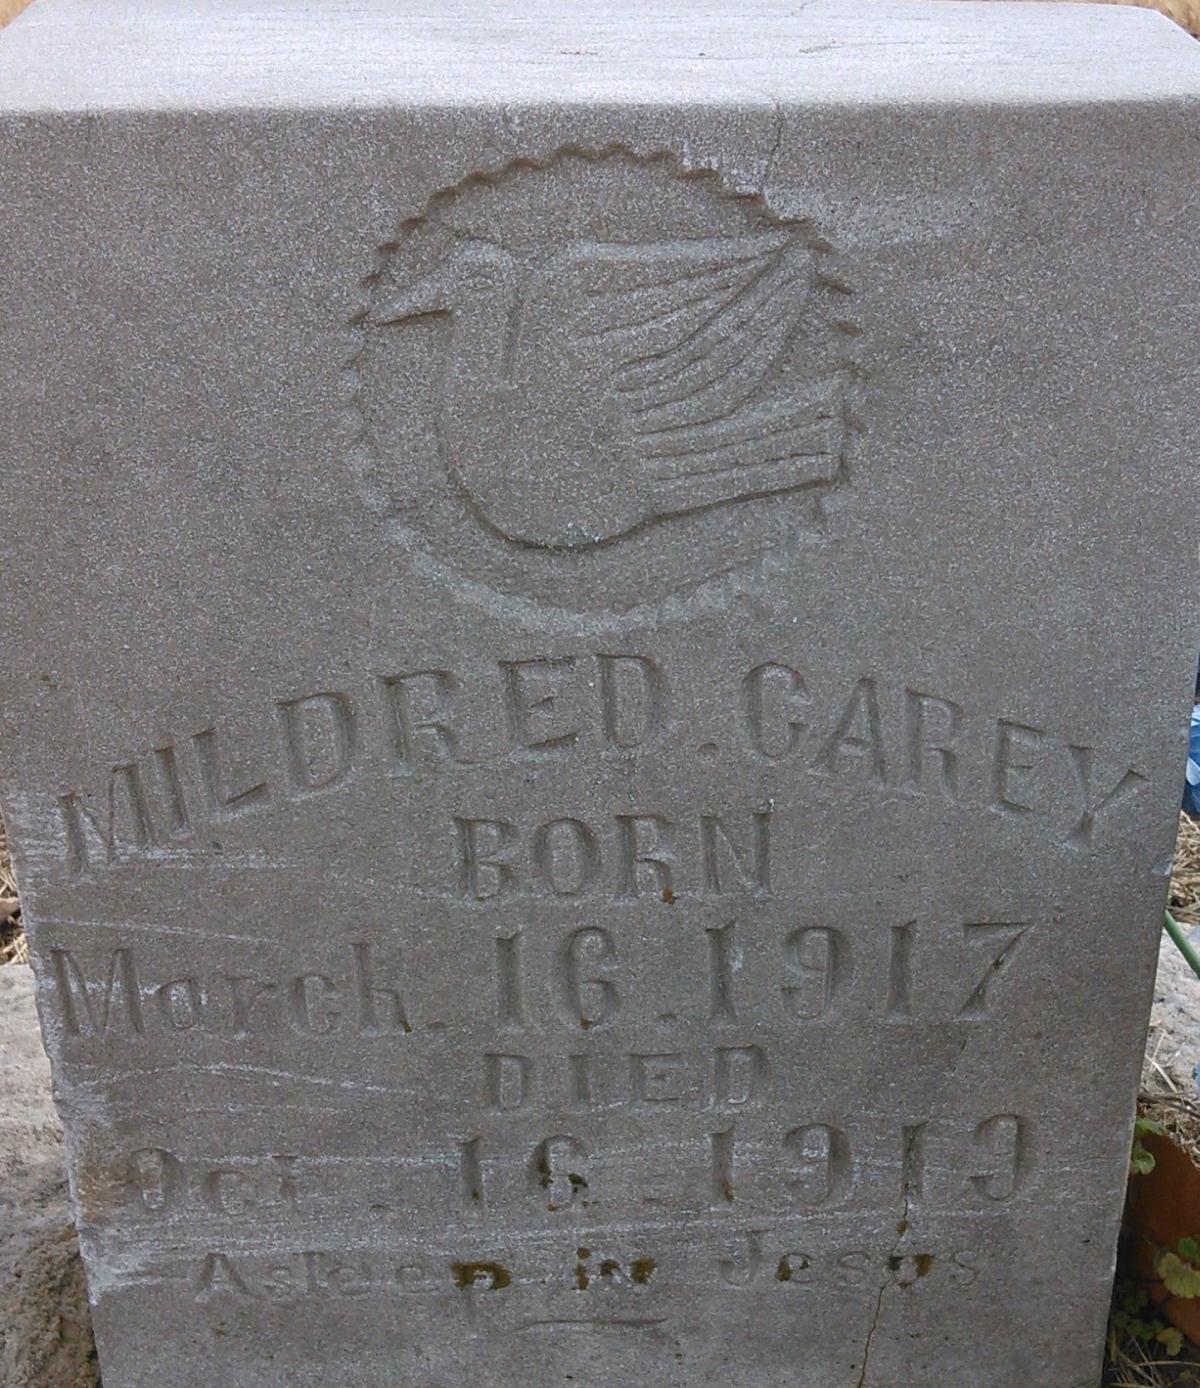 MILDRED. CAREY
BORN
March. 16. 1917
DIED
Oct. 16. 1919
Asleep in Jesus